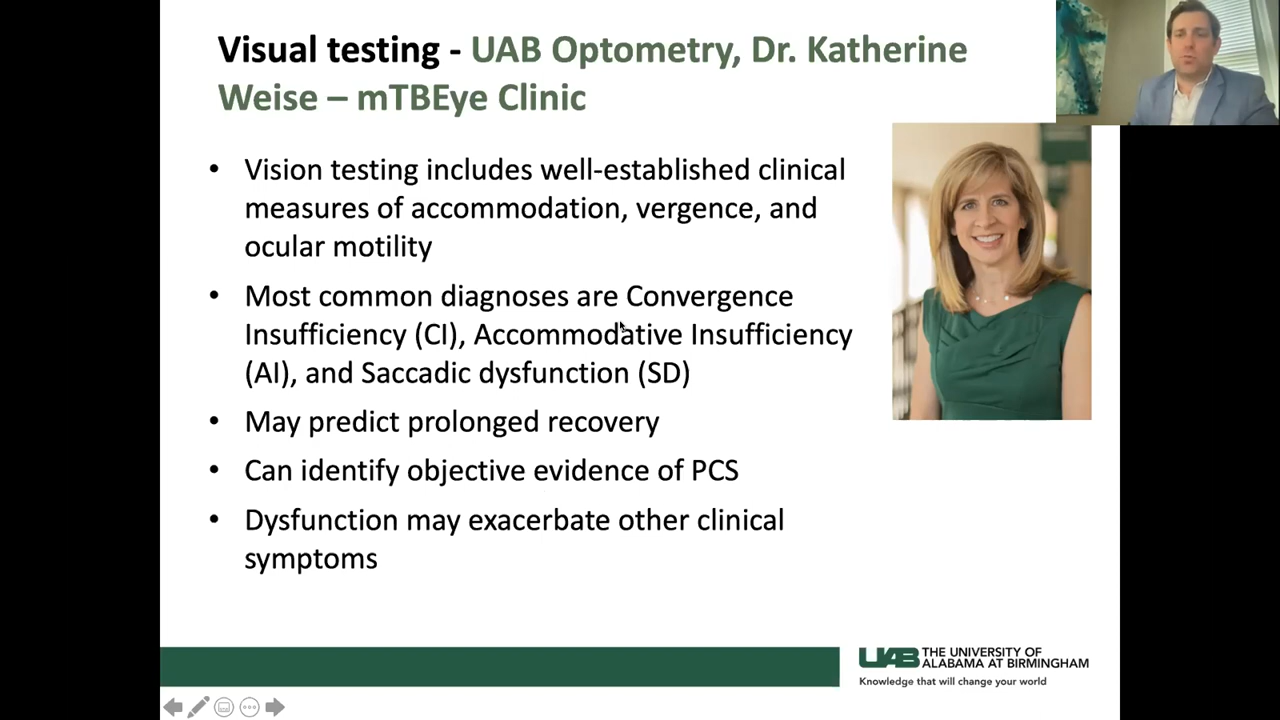 Visual testing - UAB Optometry, Dr. Katherine
Weise – mTBEye Clinic
• Vision testing includes well-established clinical
measures of accommodation, vergence, and
ocular motility
• Most common diagnoses are Convergence
Insufficiency (CI), Accommodative Insufficiency
(AI), and Saccadic dysfunction (SD)
• May predict prolonged recovery
• Can identify objective evidence of PCS
• Dysfunction may exacerbate other clinical
symptoms
UAB THE UNIVERSITY OF
ALABAMA AT BIRMINGHAM
Knowledge that will change your world